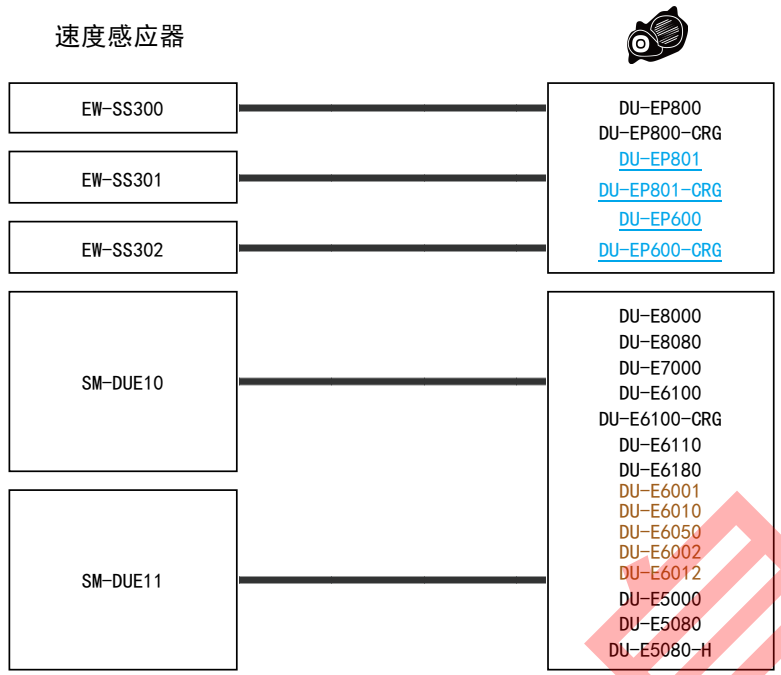 速度感应器
EW-SS300
EW-SS301
EW-SS302
SM-DUE10
SM-DUE11
DU-EP800
DU-EP800-CRG
DU-EP801
DU-EP801-CRG
DU-EP600
DU-EP600-CRG
DU-E8000
DU-E8080
DU-E7000
DU-E6100
DU-E6100-CRG
DU-E6110
DU-E6180
DU-E6001
DU-E6010
DU-E6050
DU-E6002
DU-E6012
DU-E5000
DU-E5080
DU-E5080-H